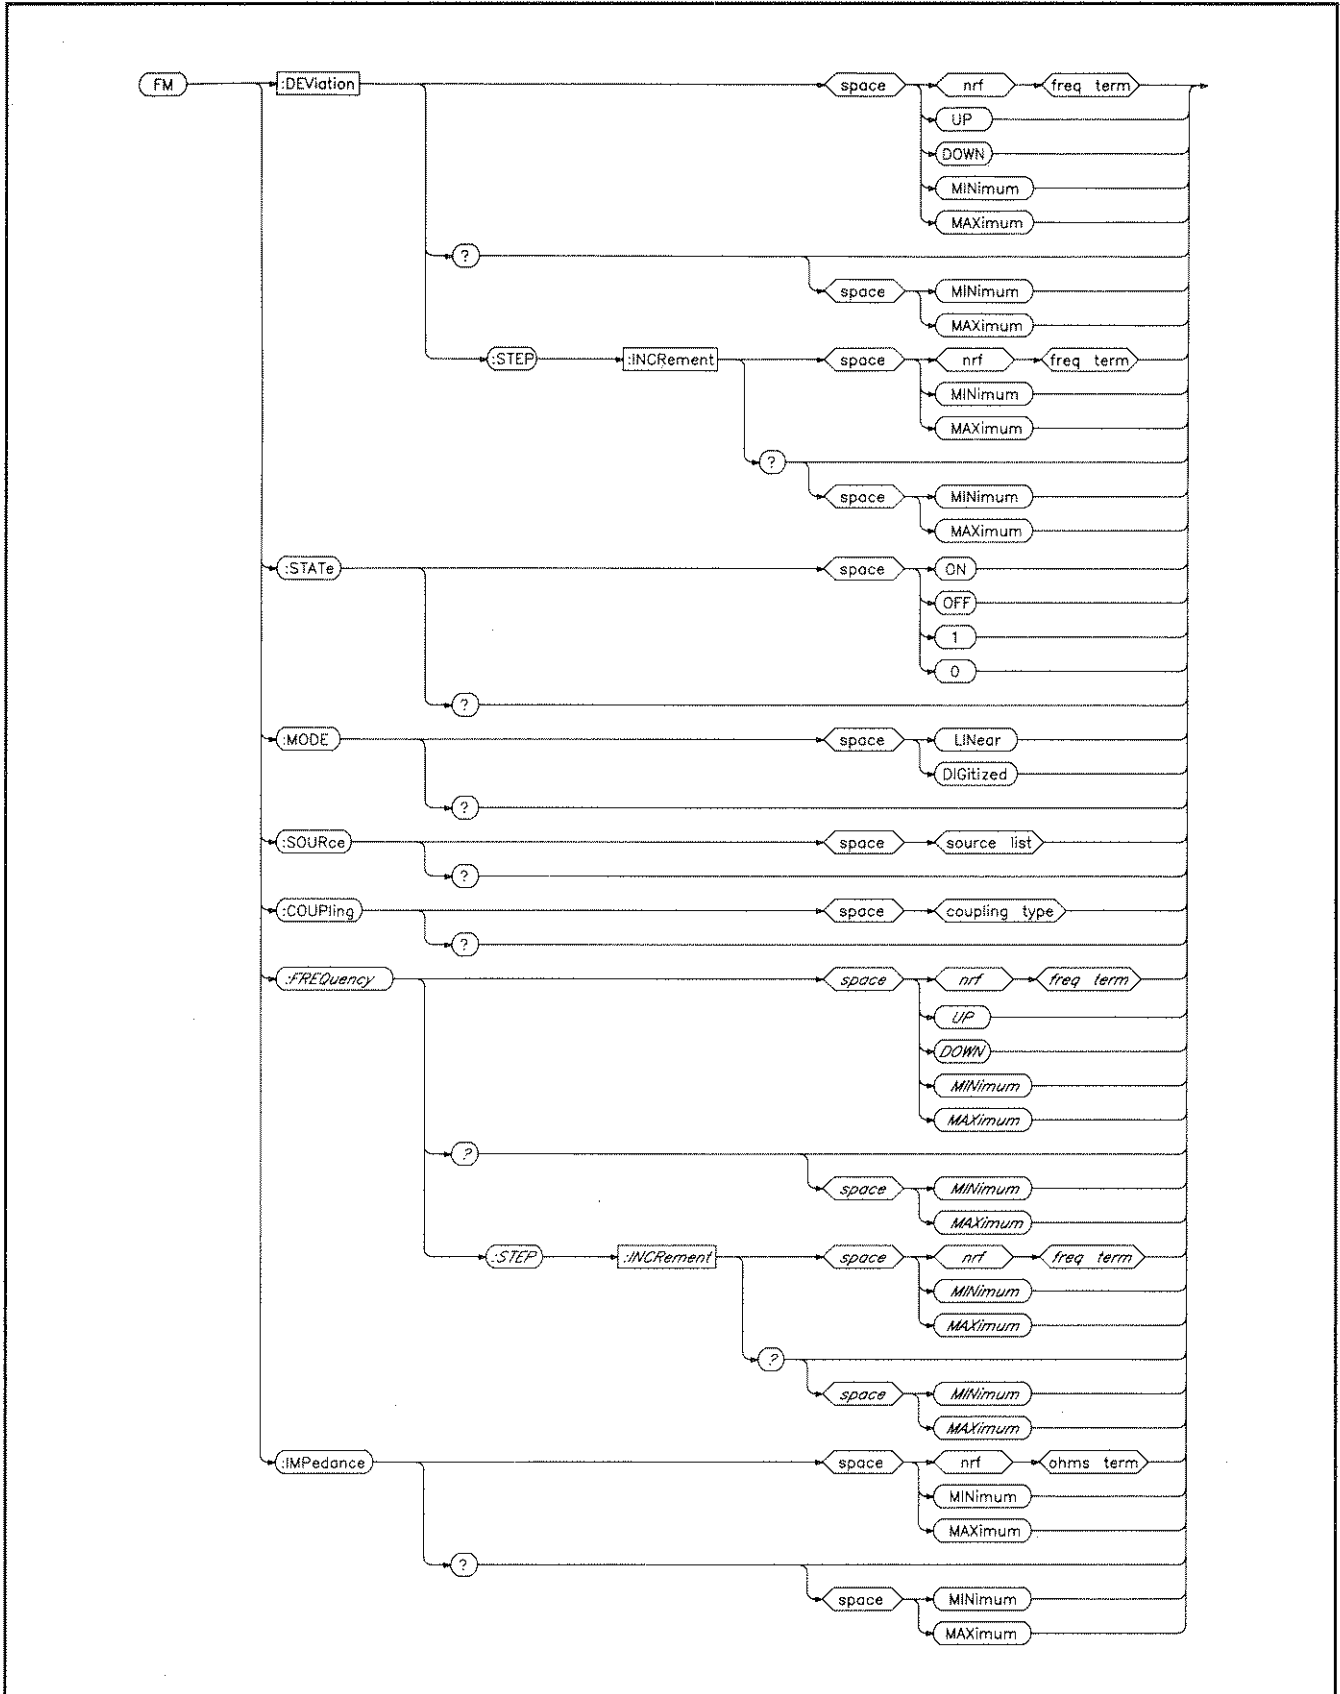 FM :DEViation space nrf freq term
UP
DOWN
MINimum
MAXimum
?
space MINimum
MAXimum
:STEP :INCRement space nrf freq term
MINimum
MAXimum
?
space MINimum
MAXimum
:STATe space ON
OFF
1
0
?
:MODE space LINear
DIGitized
?
:SOURce space source list
?
:COUPling space coupling type
?
:FREQuency space nrf freq term
UP
DOWN
MINimum
MAXimum
?
space MINimum
MAXimum
:STEP :INCRement space nrf freq term
MINimum
MAXimum
?
space MINimum
MAXimum
:IMPedance space nrf ohms term
MINimum
MAXimum
?
space MINimum
MAXimum